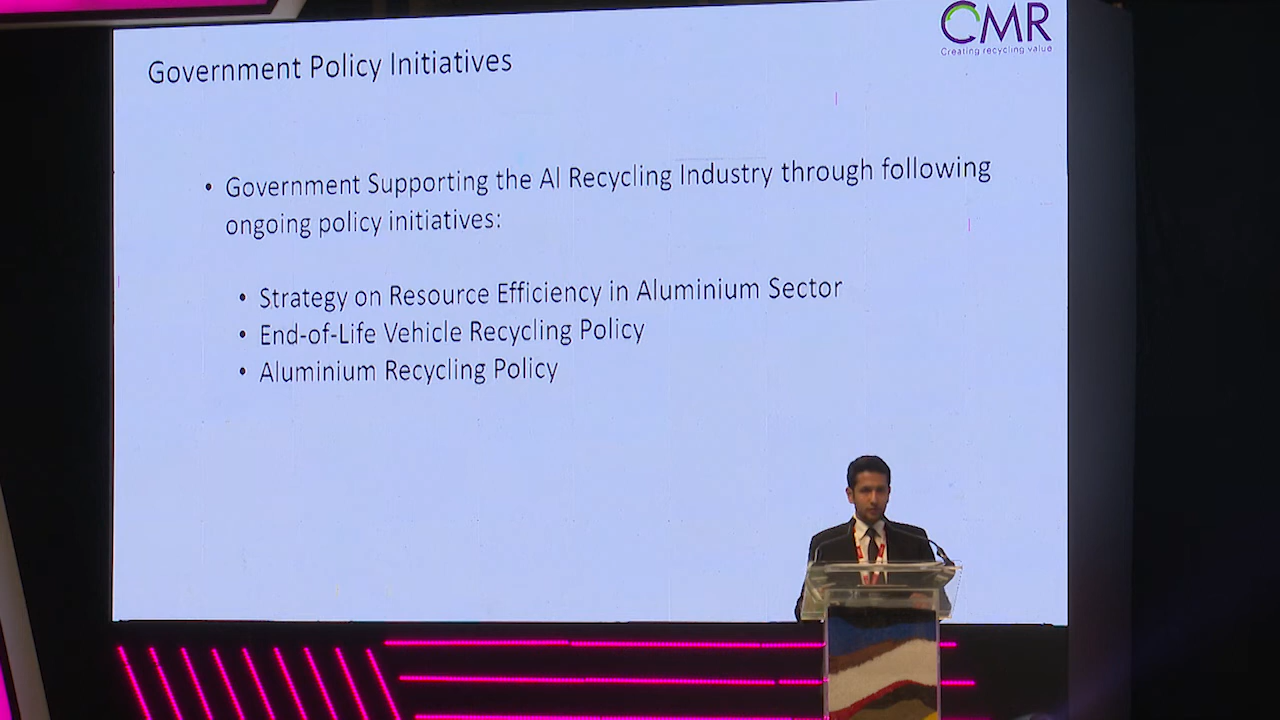 CMR
Creating recycling value
Government Policy Initiatives
• Government Supporting the Al Recycling Industry through following
ongoing policy initiatives:
• Strategy on Resource Efficiency in Aluminium Sector
• End-of-Life Vehicle Recycling Policy
• Aluminium Recycling Policy